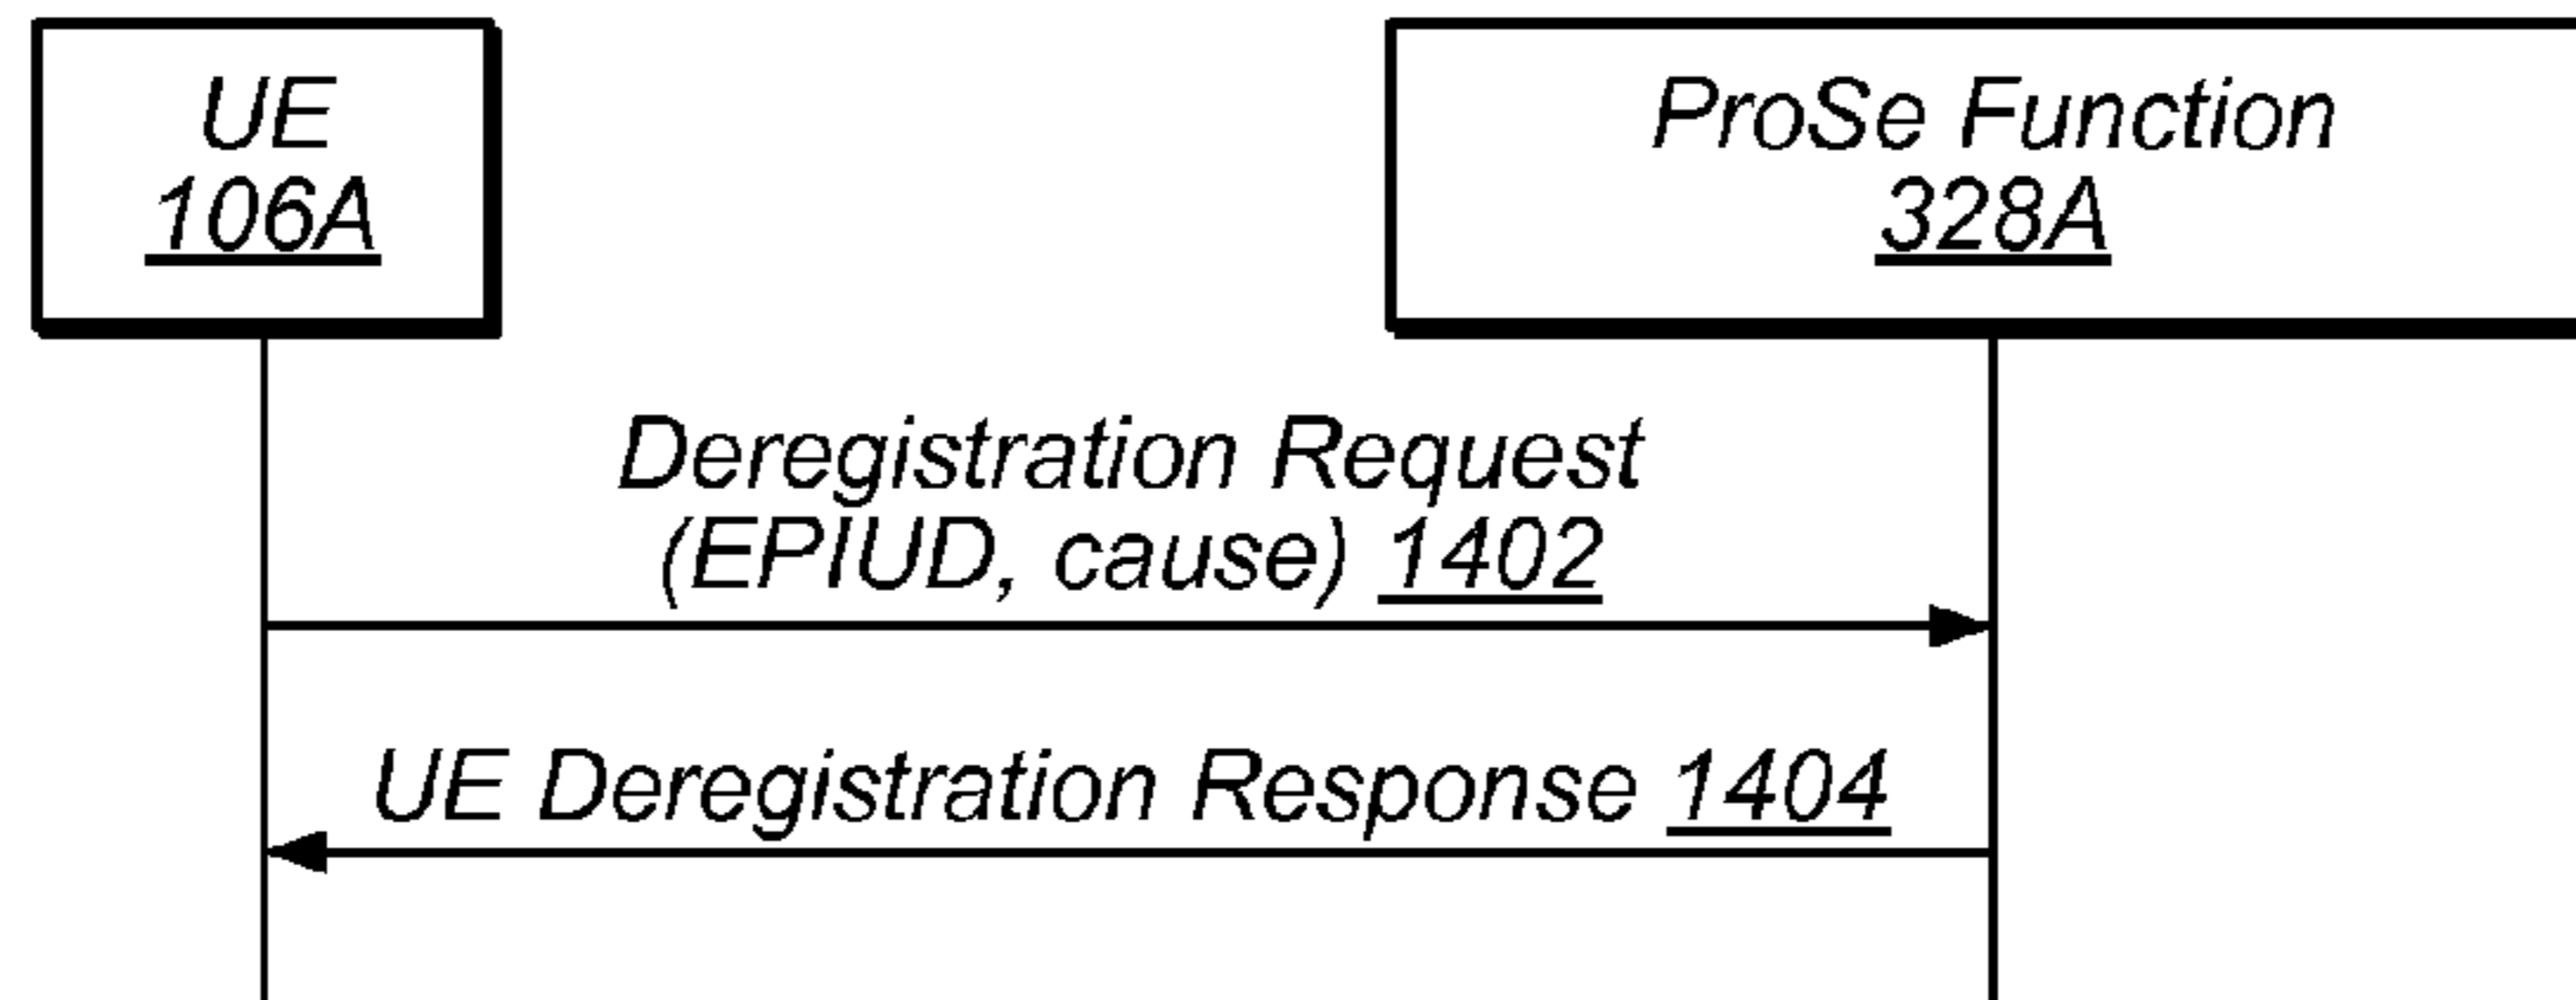 UE
106A
ProSe Function
328A
Deregistration Request
(EPIUD, cause) 1402
UE Deregistration Response 1404